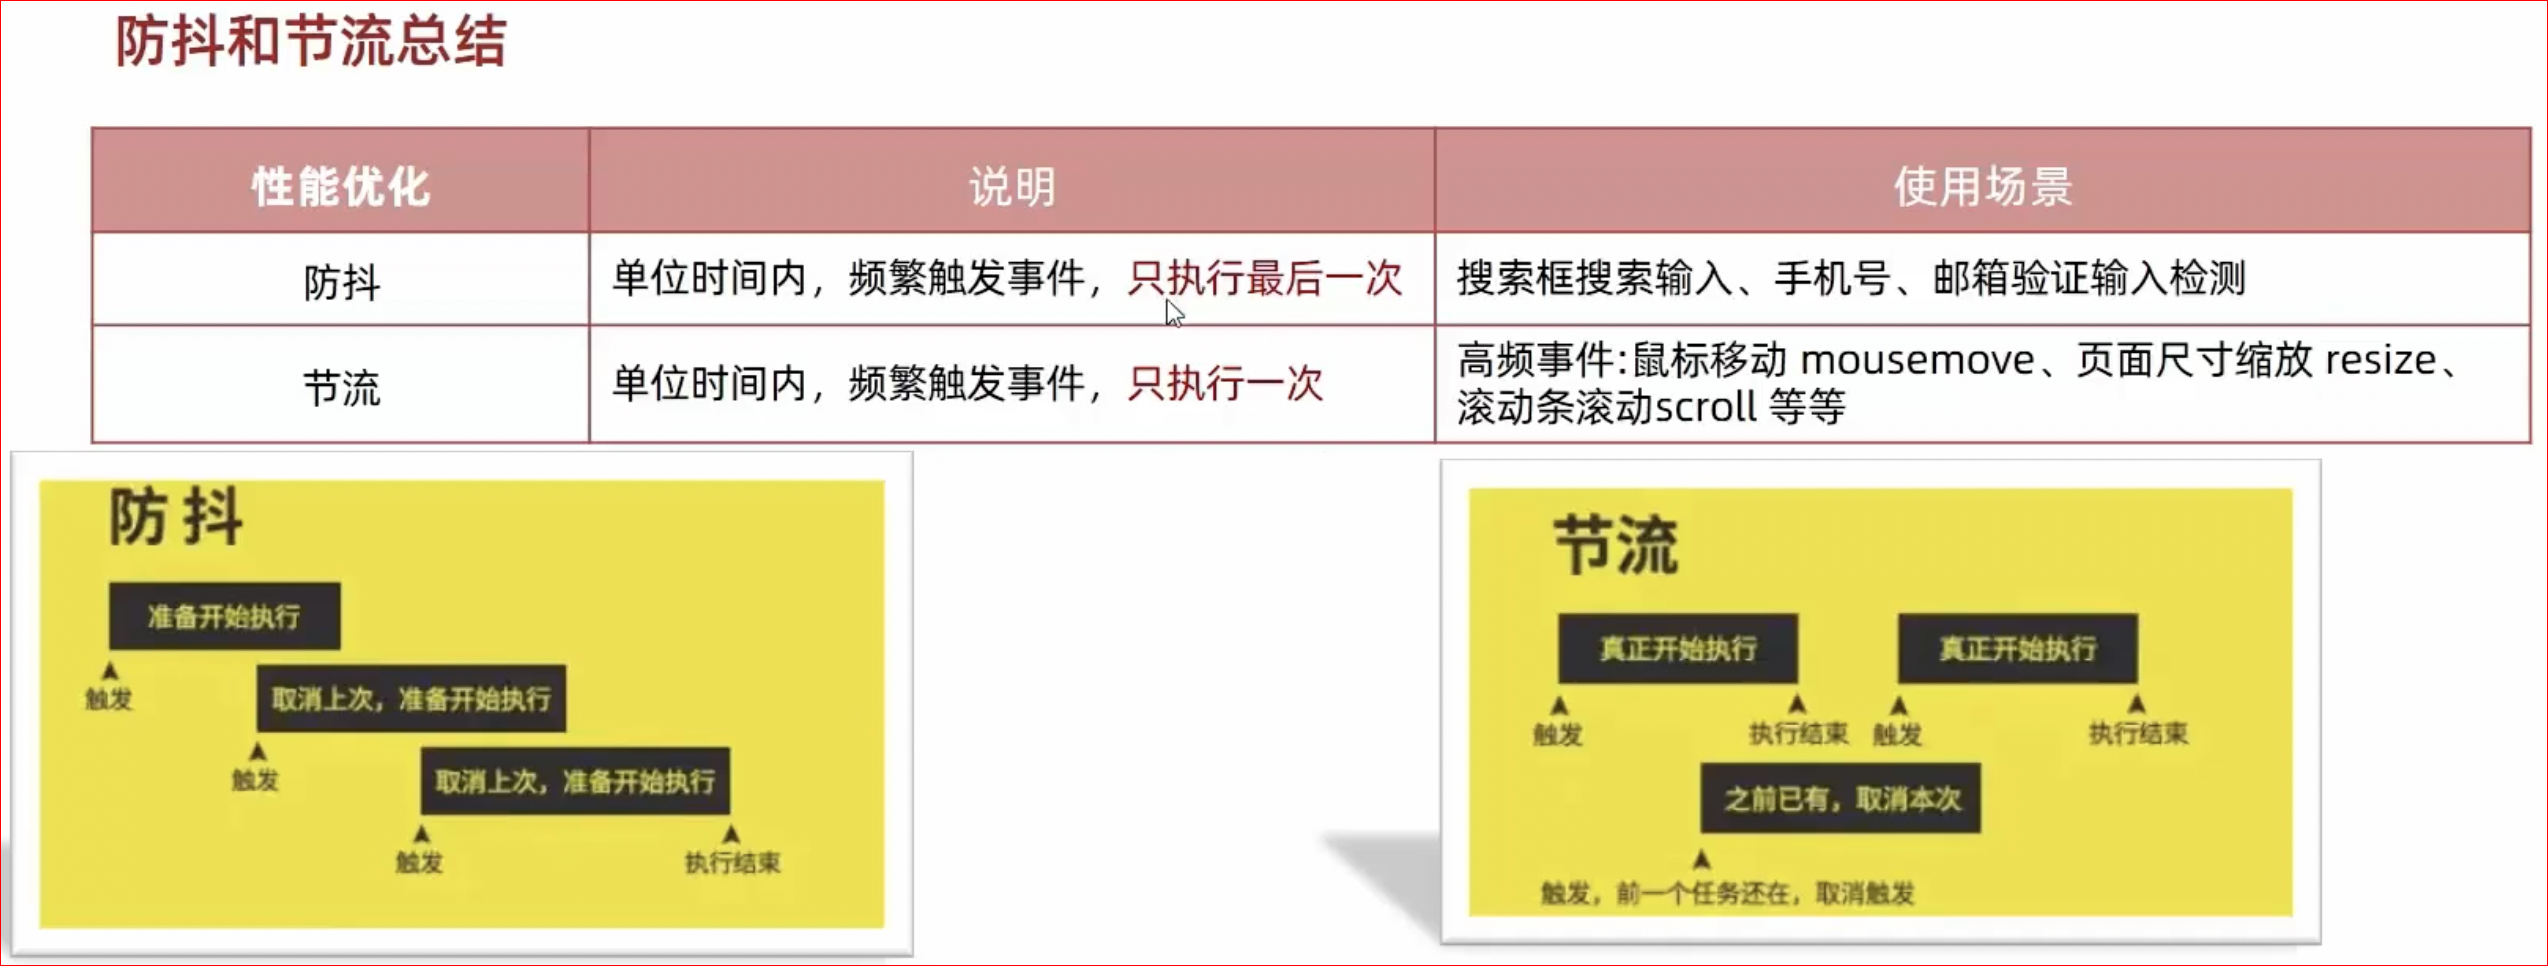 防抖和节流总结
性能优化
说明
使用场景
防抖
单位时间内，频繁触发事件，只执行最后一次
搜索框搜索输入、手机号、邮箱验证输入检测
节流
单位时间内，频繁触发事件，只执行一次
高频事件:鼠标移动 mousemove、页面尺寸缩放 resize、
滚动条滚动scroll 等等
防抖
准备开始执行
触发
取消上次，准备开始执行
触发
取消上次，准备开始执行
触发
执行结束
节流
真正开始执行
真正开始执行
触发
执行结束
触发
执行结束
之前已有，取消本次
触发，前一个任务还在，取消触发